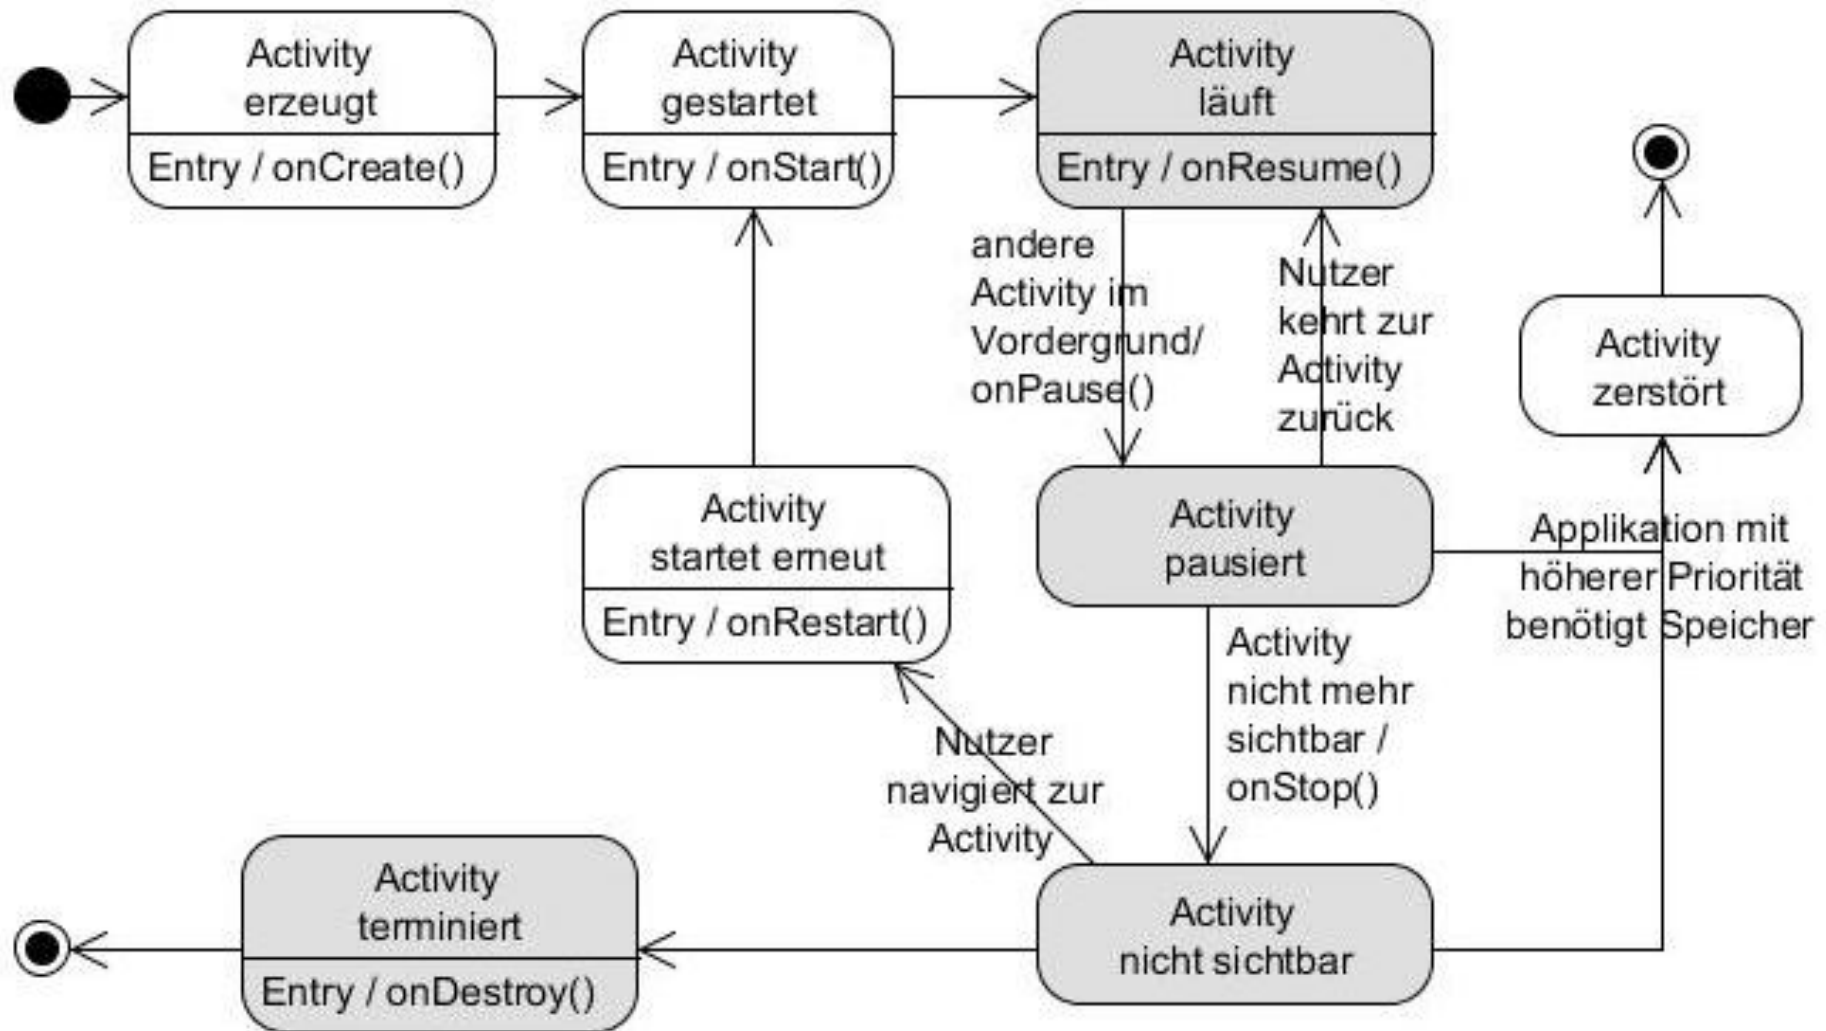 Activity
erzeugt
Entry / onCreate()
Activity
gestartet
Entry / onStart()
Activity
läuft
Entry / onResume()
andere
Activity im
Vordergrund/
onPause()
Nutzer
kehrt zur
Activity
zurück
Activity
zerstört
Activity
startet erneut
Entry / onRestart()
Activity
pausiert
Applikation mit
höherer Priorität
benötigt Speicher
Activity
nicht mehr
sichtbar /
onStop()
Nutzer
navigiert zur
Activity
Activity
terminiert
Entry / onDestroy()
Activity
nicht sichtbar